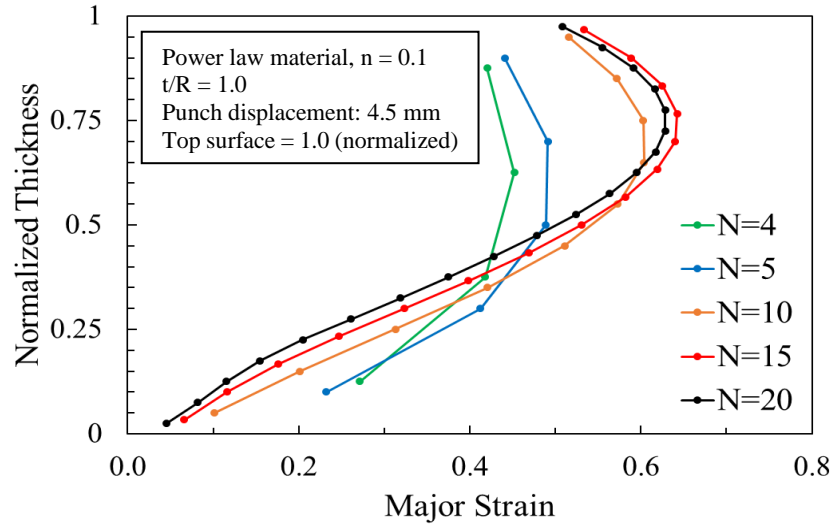 1
Power law material, n = 0.1
t/R = 1.0
Punch displacement: 4.5 mm
Top surface = 1.0 (normalized)
0.75
Normalized Thickness
0.5
N=4
N=5
0.25
N=10
N=15
N=20
0
0.0 0.2 0.4 0.6 0.8
Major Strain